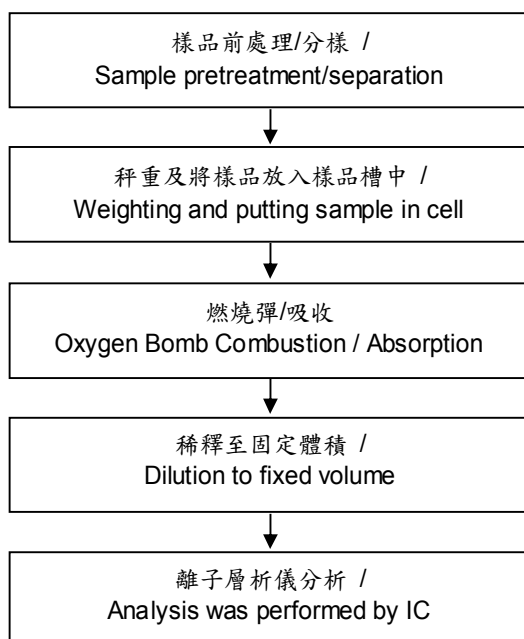 樣品前處理/分樣 /
Sample pretreatment/separation
秤重及將樣品放入樣品槽中 /
Weighting and putting sample in cell
燃燒彈/吸收
Oxygen Bomb Combustion / Absorption
稀釋至固定體積 /
Dilution to fixed volume
離子層析儀分析 /
Analysis was performed by IC